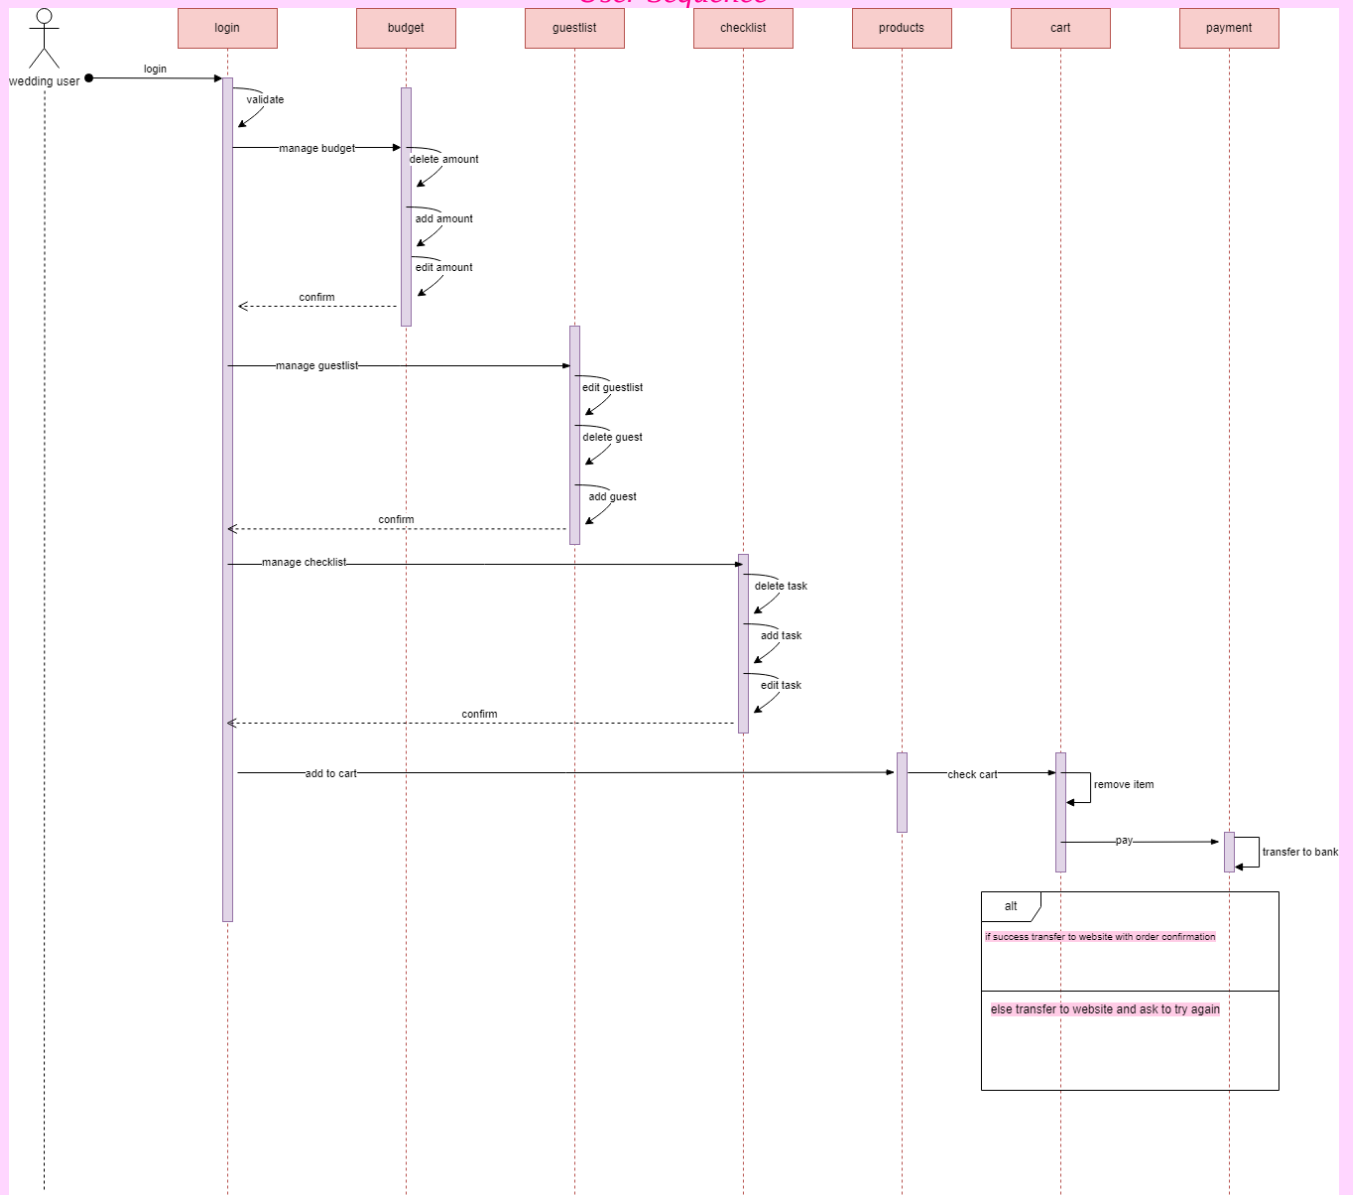 User Sequence
login
budget
guestlist
checklist
products
cart
payment
wedding user
login
validate
manage budget
delete amount
add amount
edit amount
confirm
manage guestlist
edit guestlist
delete guest
add guest
confirm
manage checklist
delete task
add task
edit task
confirm
add to cart
check cart
remove item
pay
transfer to bank
alt
if success transfer to website with order confirmation
else transfer to website and ask to try again